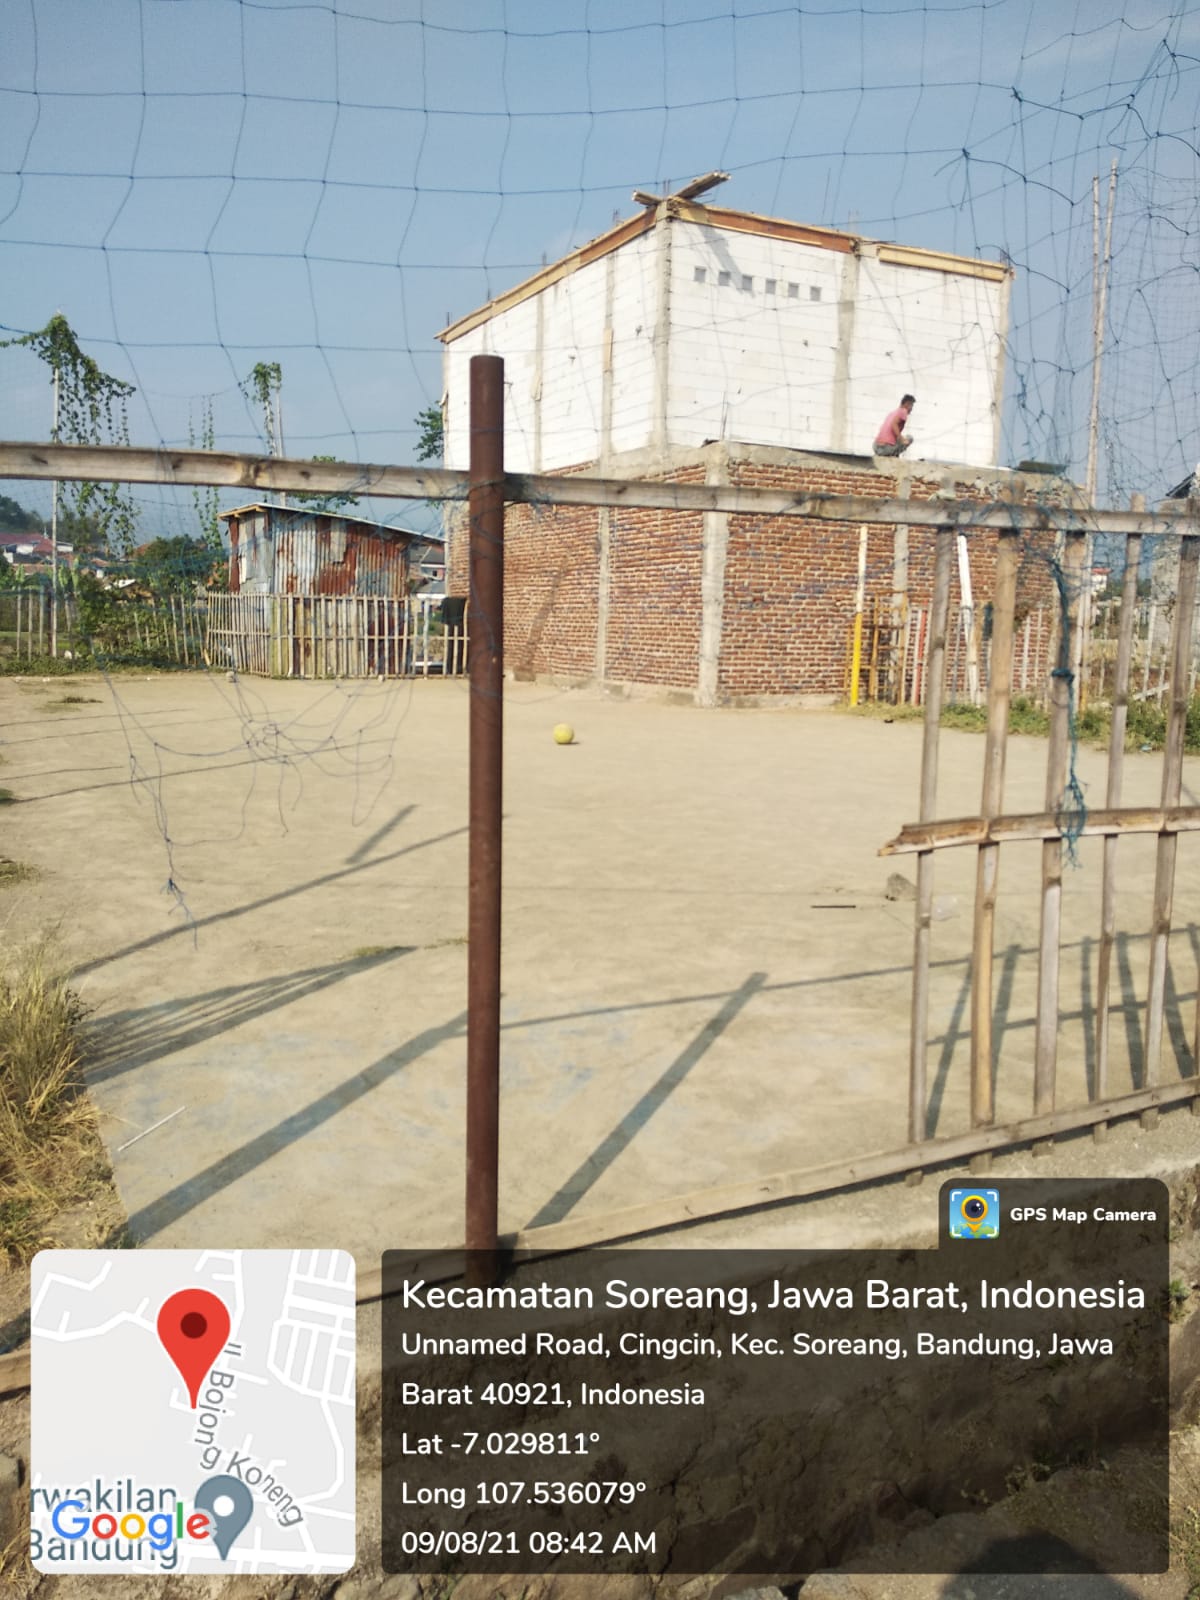 GPS Map Camera
Kecamatan Soreang, Jawa Barat, Indonesia
Unnamed Road, Cingcin, Kec. Soreang, Bandung, Jawa
Barat 40921, Indonesia
Lat -7.029811°
Long 107.536079°
09/08/21 08:42 AM
Jl Bojong Koneng
rwakilan
Bandung
Google